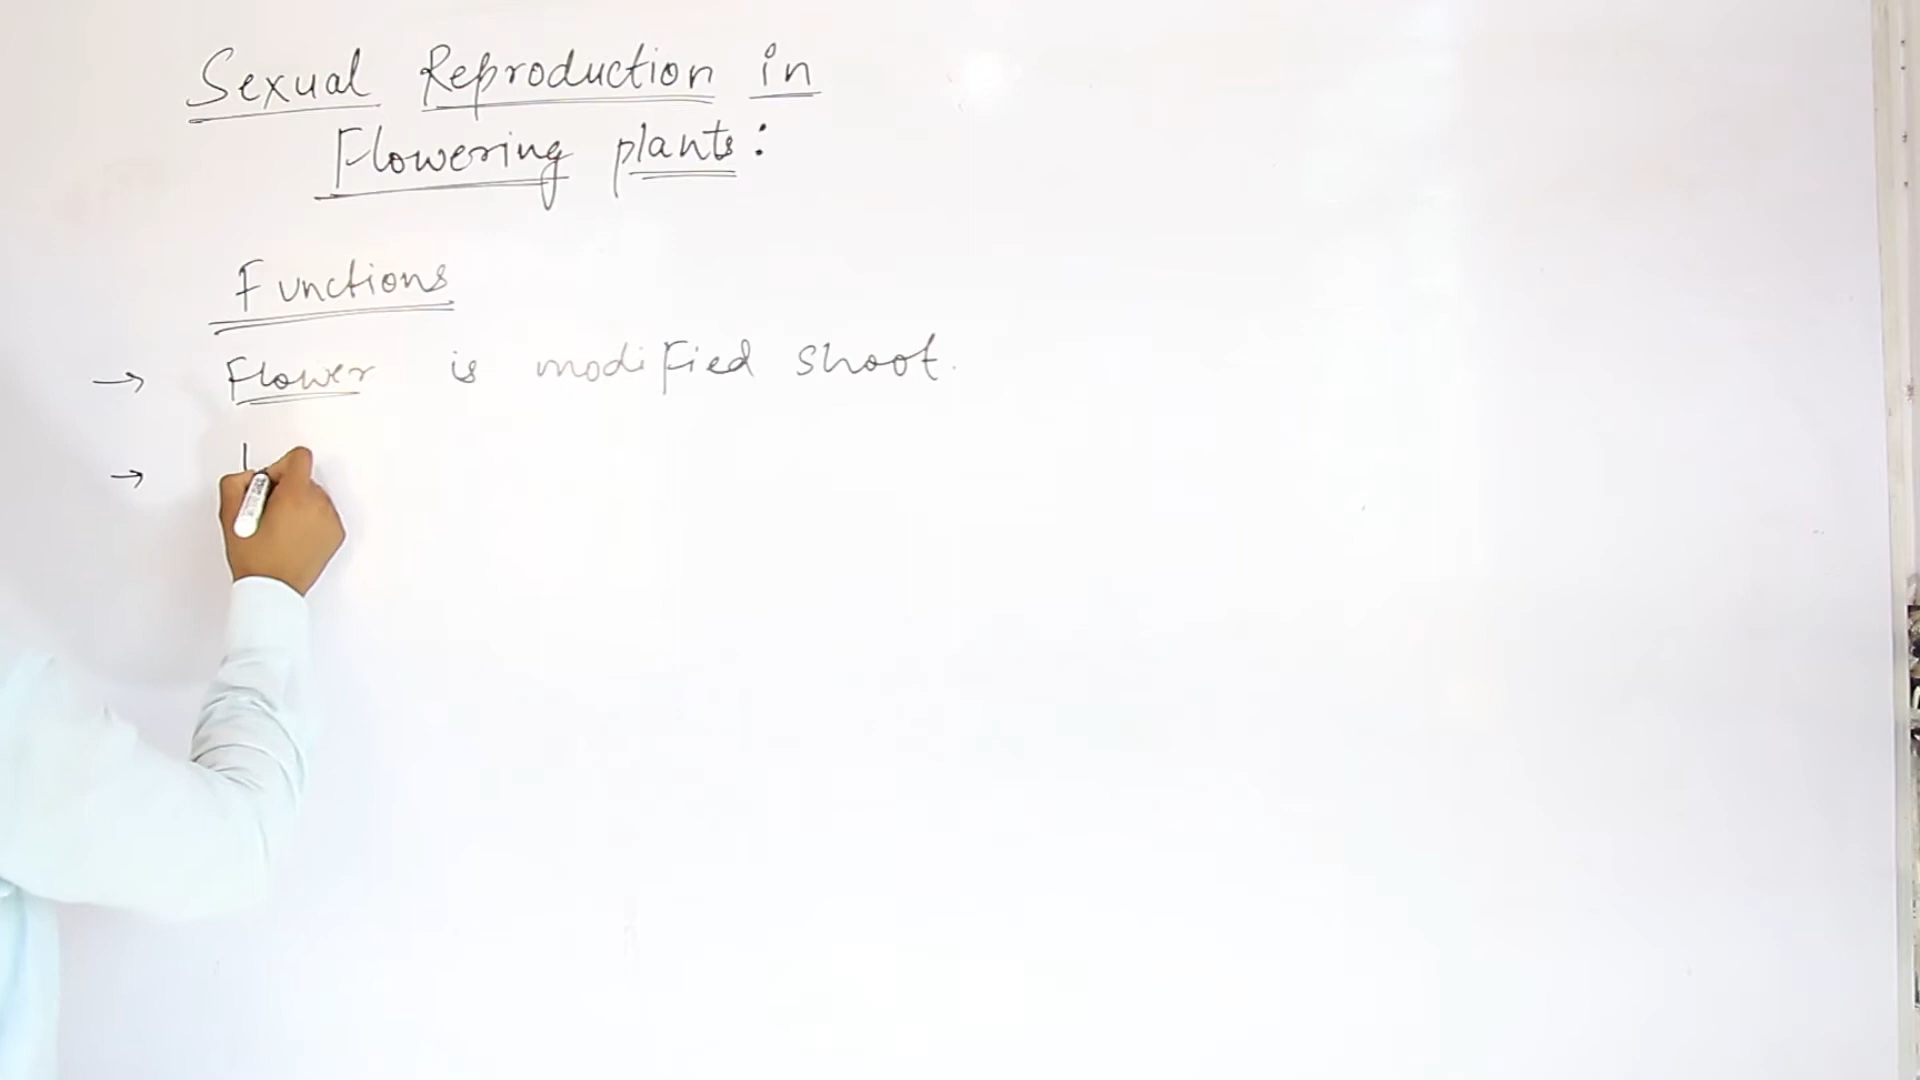 Sexual Reproduction in
Flowering plants:
Functions
→ Flower is modified shoot.
→